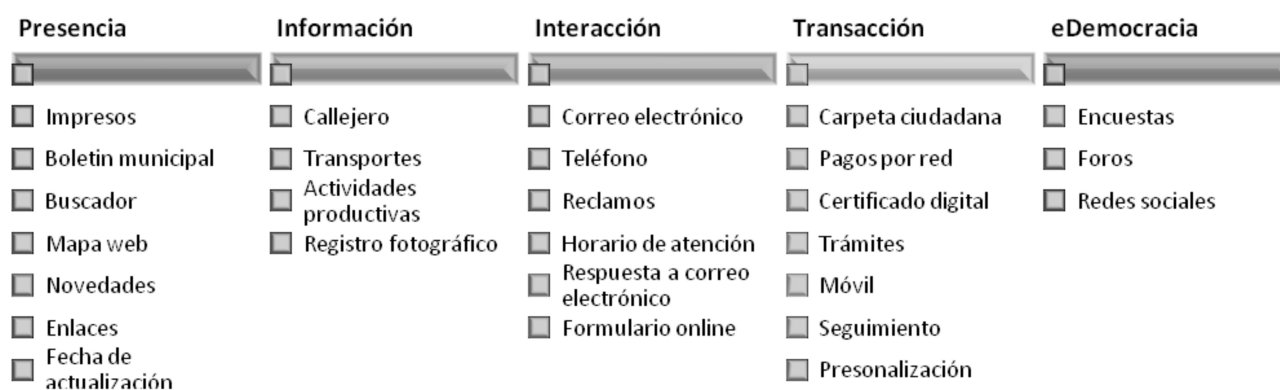 Presencia
Impresos
Boletin municipal
Buscador
Mapa web
Novedades
Enlaces
Fecha de
actualización
Información
Callejero
Transportes
Actividades
productivas
Registro fotográfico
Interacción
Correo electrónico
Teléfono
Reclamos
Horario de atención
Respuesta a correo
electrónico
Formulario online
Transacción
Carpeta ciudadana
Pagos por red
Certificado digital
Trámites
Móvil
Seguimiento
Presonalización
eDemocracia
Encuestas
Foros
Redes sociales